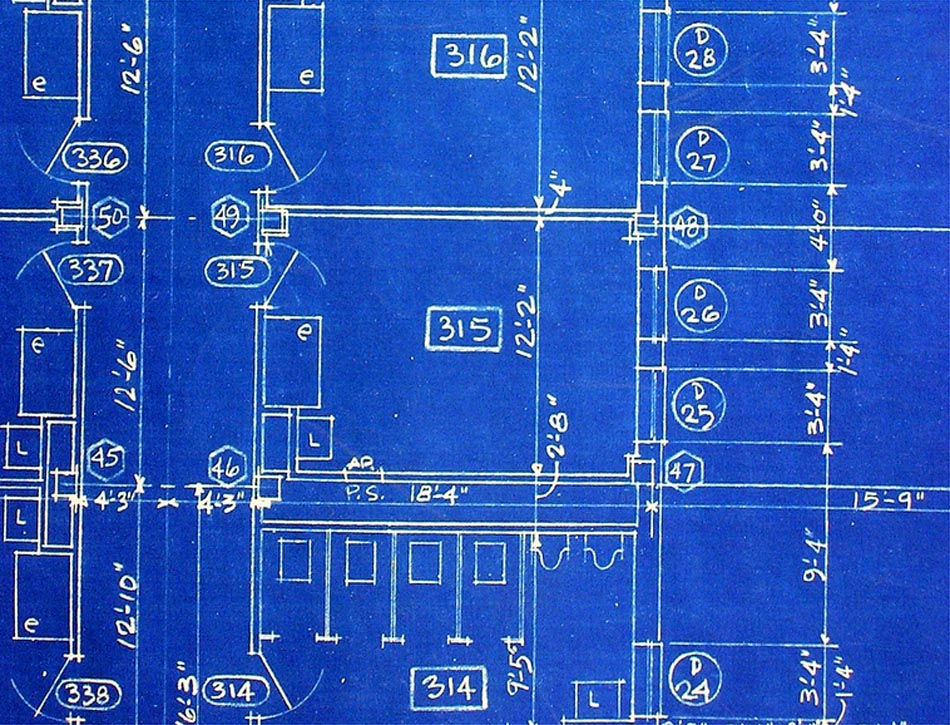 e
12'-6"
e
316
12'-2"
D
28
3'-4"
1'-4"
336
316
D
27
3'-4"
4"
50
49
48
4'-0"
337
315
e
12'-6"
e
315
12'-2"
D
26
3'-4"
1'-4"
D
25
3'-4"
2'-8"
L
45
46
L
AP.
47
4'-3"
4'-3"
P.S.
18'-4"
15'-9"
L
9'-4"
12'-10"
e
338
6'-3"
314
314
9'-5"
L
D
24
3'-4"
1'-4"